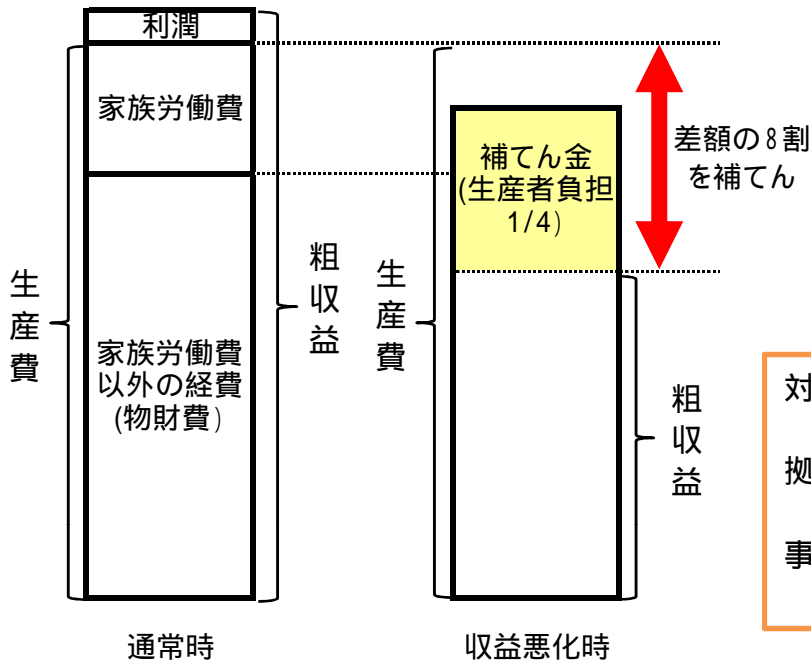 利潤
家族労働費
家族労働費
以外の経費
(物財費)
生産費
粗収益
通常時
補てん金
(生産者負担
1/4)
生産費
粗収益
収益悪化時
差額の8割
を補てん
対
拠
事